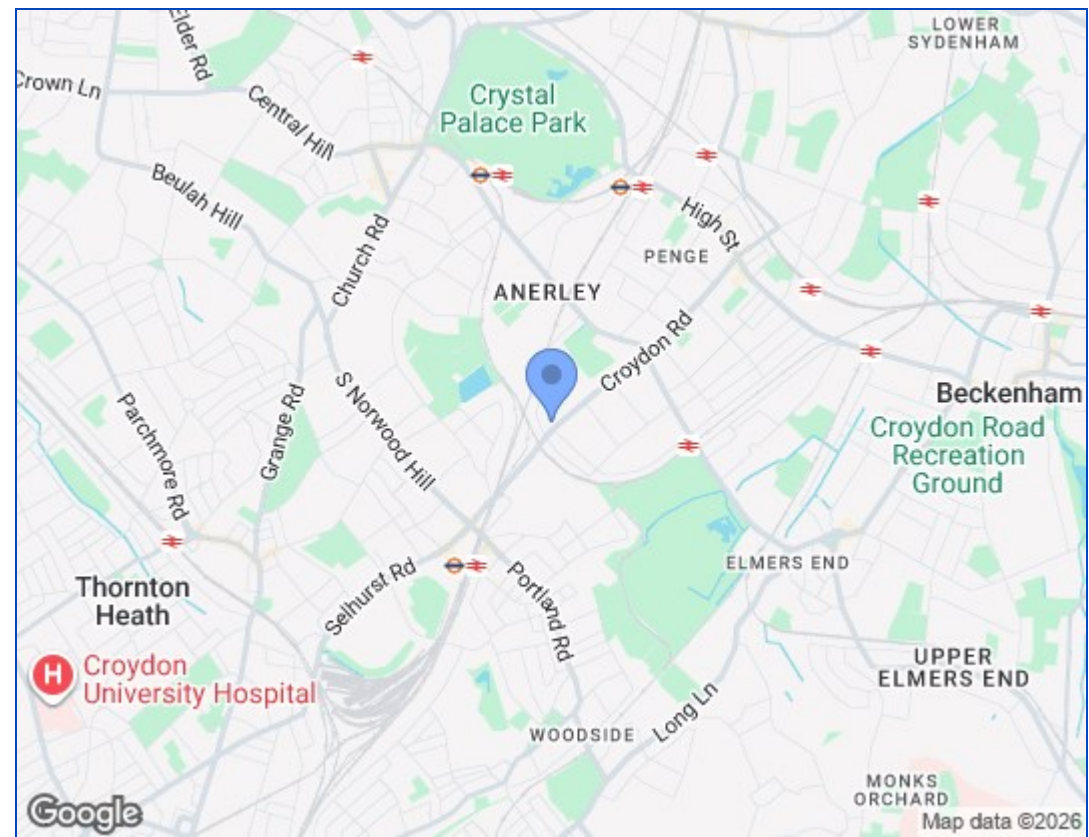 LOWER
SYDENHAM
Elder Rd
Crown Ln
Central Hill
Crystal
Palace Park
Beulah Hill
High St
Church Rd
PENGE
ANERLEY
Croydon Rd
S Norwood Hill
Parchmore Rd
Grange Rd
Beckenham
Croydon Road
Recreation
Ground
ELMERS END
Selhurst Rd
Portland Rd
Thornton
Heath
H
Croydon
University Hospital
UPPER
ELMERS END
Long Ln
WOODSIDE
MONKS
ORCHARD
Google
Map data ©2026